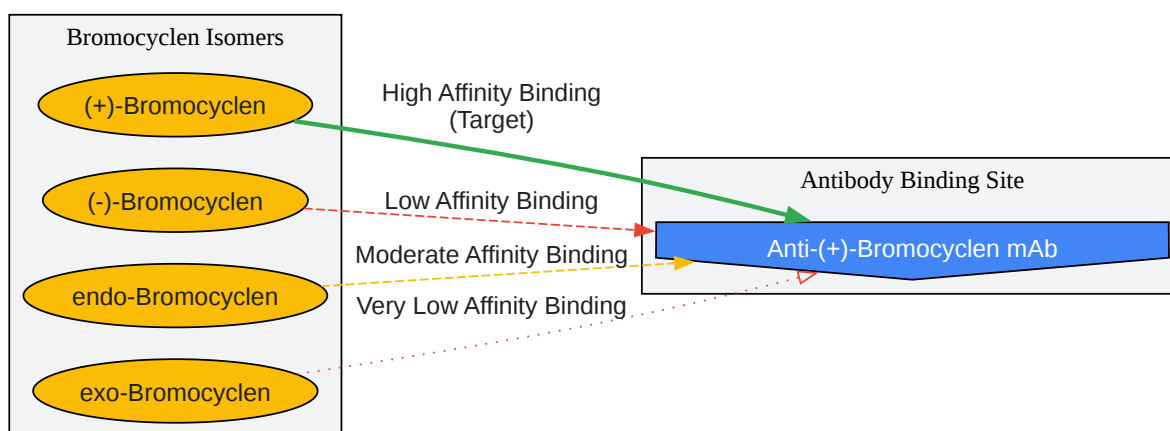 Bromocyclen Isomers
(+)-Bromocyclen
(-)-Bromocyclen
endo-Bromocyclen
exo-Bromocyclen
High Affinity Binding
(Target)
Low Affinity Binding
Moderate Affinity Binding
Very Low Affinity Binding
Antibody Binding Site
Anti-(+)-Bromocyclen mAb